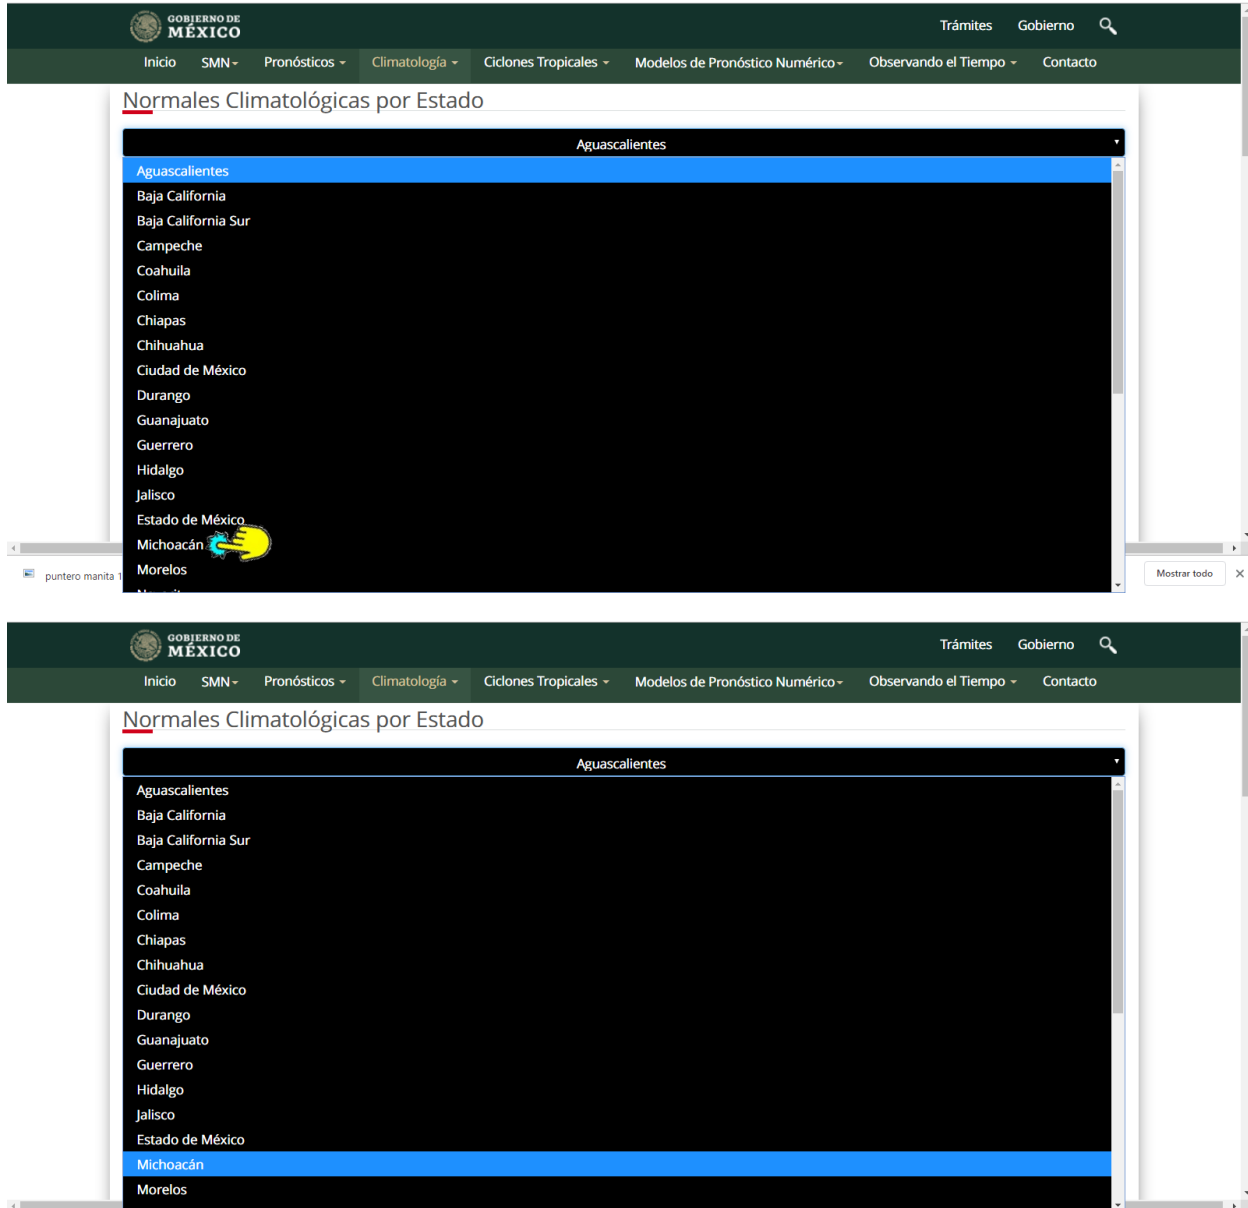 GOBIERNO DE
MÉXICO
Trámites Gobierno
Inicio SMN Pronósticos Climatología Ciclones Tropicales Modelos de Pronóstico Numérico Observando el Tiempo Contacto
Normales Climatológicas por Estado
Aguascalientes
Aguascalientes
Baja California
Baja California Sur
Campeche
Coahuila
Colima
Chiapas
Chihuahua
Ciudad de México
Durango
Guanajuato
Guerrero
Hidalgo
Jalisco
Estado de México
Michoacán
Morelos
puntero manita 1
Mostrar todo
GOBIERNO DE
MÉXICO
Trámites Gobierno
Inicio SMN Pronósticos Climatología Ciclones Tropicales Modelos de Pronóstico Numérico Observando el Tiempo Contacto
Normales Climatológicas por Estado
Aguascalientes
Aguascalientes
Baja California
Baja California Sur
Campeche
Coahuila
Colima
Chiapas
Chihuahua
Ciudad de México
Durango
Guanajuato
Guerrero
Hidalgo
Jalisco
Estado de México
Michoacán
Morelos